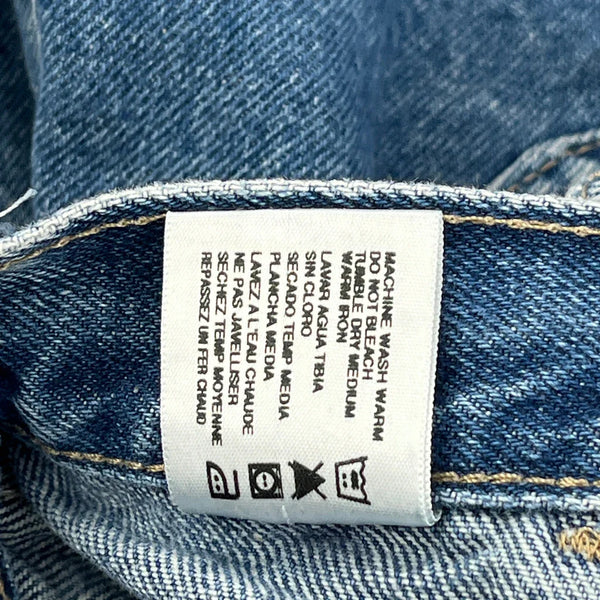 MACHINE WASH WARM
DO NOT BLEACH
TUMBLE DRY MEDIUM
WARM IRON
LAVAR AGUA TIBIA
SIN CLORO
SECADO TEMP MEDIA
PLANCHA MEDIA
LAVEZ A L'EAU CHAUDE
NE PAS JAVELLISER
SECHEZ TEMP MOYENNE
REPASSEZ UN FER CHAUD